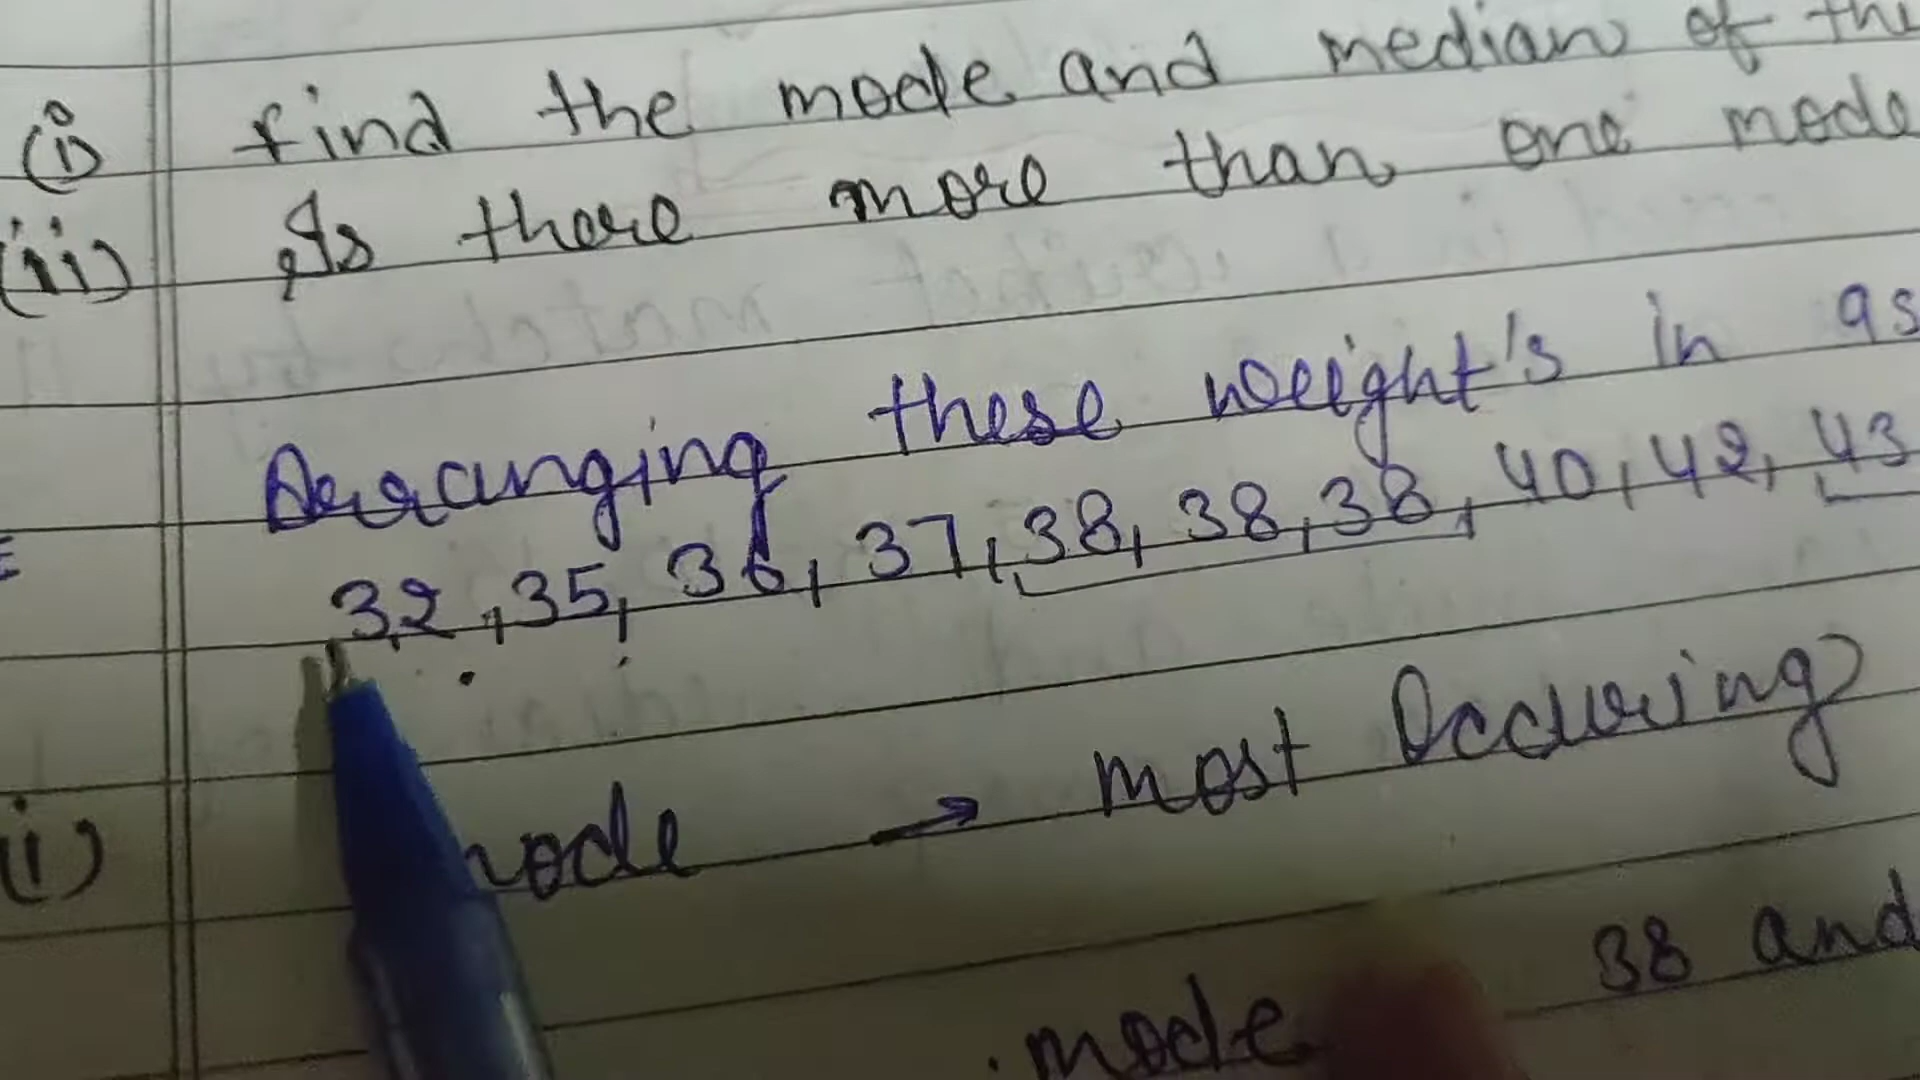 (i) find the mode and median of the
(ii) Is there more than one mode
Arranging these weight's in as
32, 35, 36, 37, 38, 38, 38, 40, 42, 43
(i) mode → most Occuring
mode 38 and